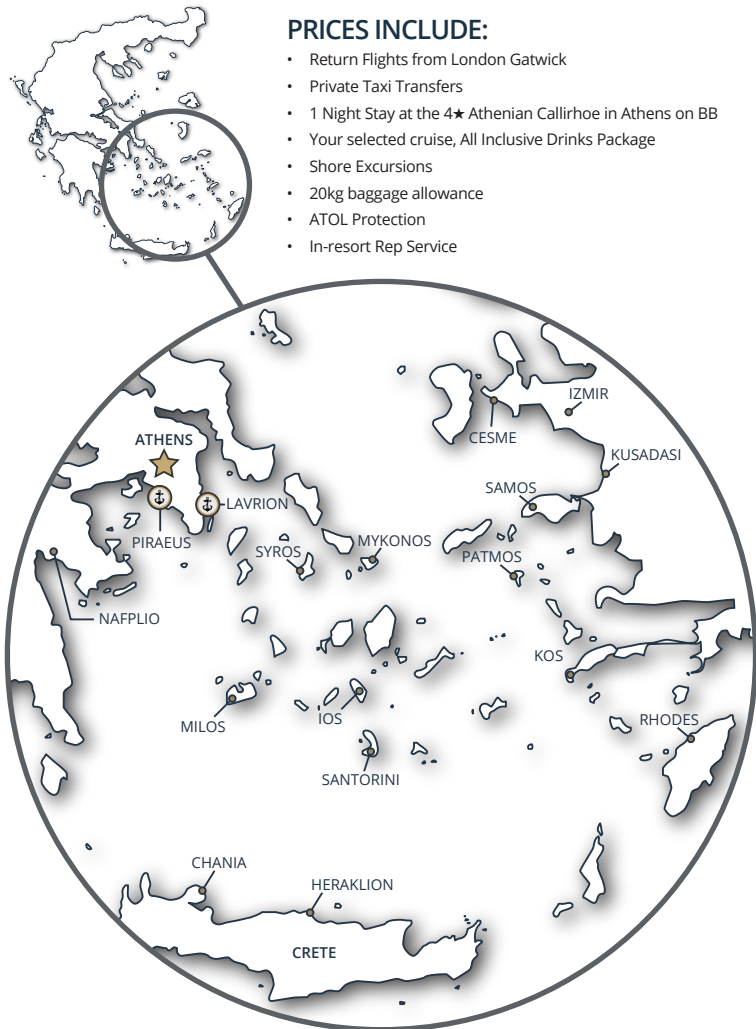 PRICES INCLUDE:
• Return Flights from London Gatwick
• Private Taxi Transfers
• 1 Night Stay at the 4★ Athenian Callirhoe in Athens on BB
• Your selected cruise, All Inclusive Drinks Package
• Shore Excursions
• 20kg baggage allowance
• ATOL Protection
• In-resort Rep Service
IZMIR
CESME
ATHENS
KUSADASI
SAMOS
LAVRION
PIRAEUS
MYKONOS
SYROS
PATMOS
NAFPLIO
KOS
IOS
RHODES
MILOS
SANTORINI
CHANIA
HERAKLION
CRETE